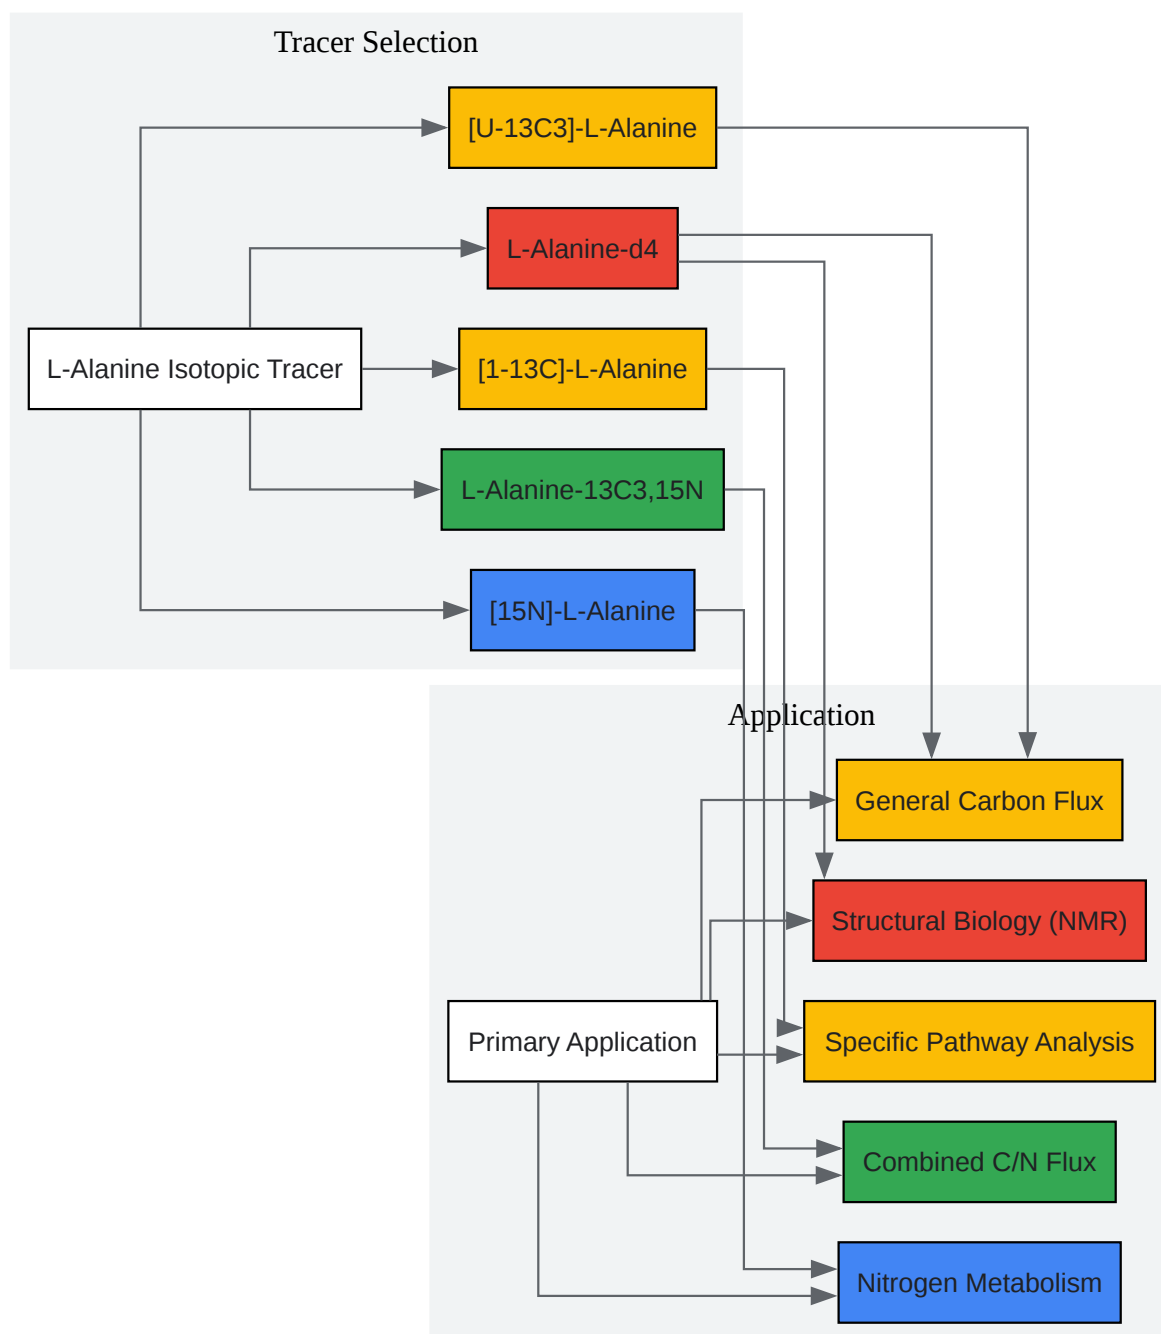 Tracer Selection
[U-13C3]-L-Alanine
L-Alanine-d4
L-Alanine Isotopic Tracer
[1-13C]-L-Alanine
L-Alanine-13C3,15N
[15N]-L-Alanine
Application
General Carbon Flux
Structural Biology (NMR)
Primary Application
Specific Pathway Analysis
Combined C/N Flux
Nitrogen Metabolism